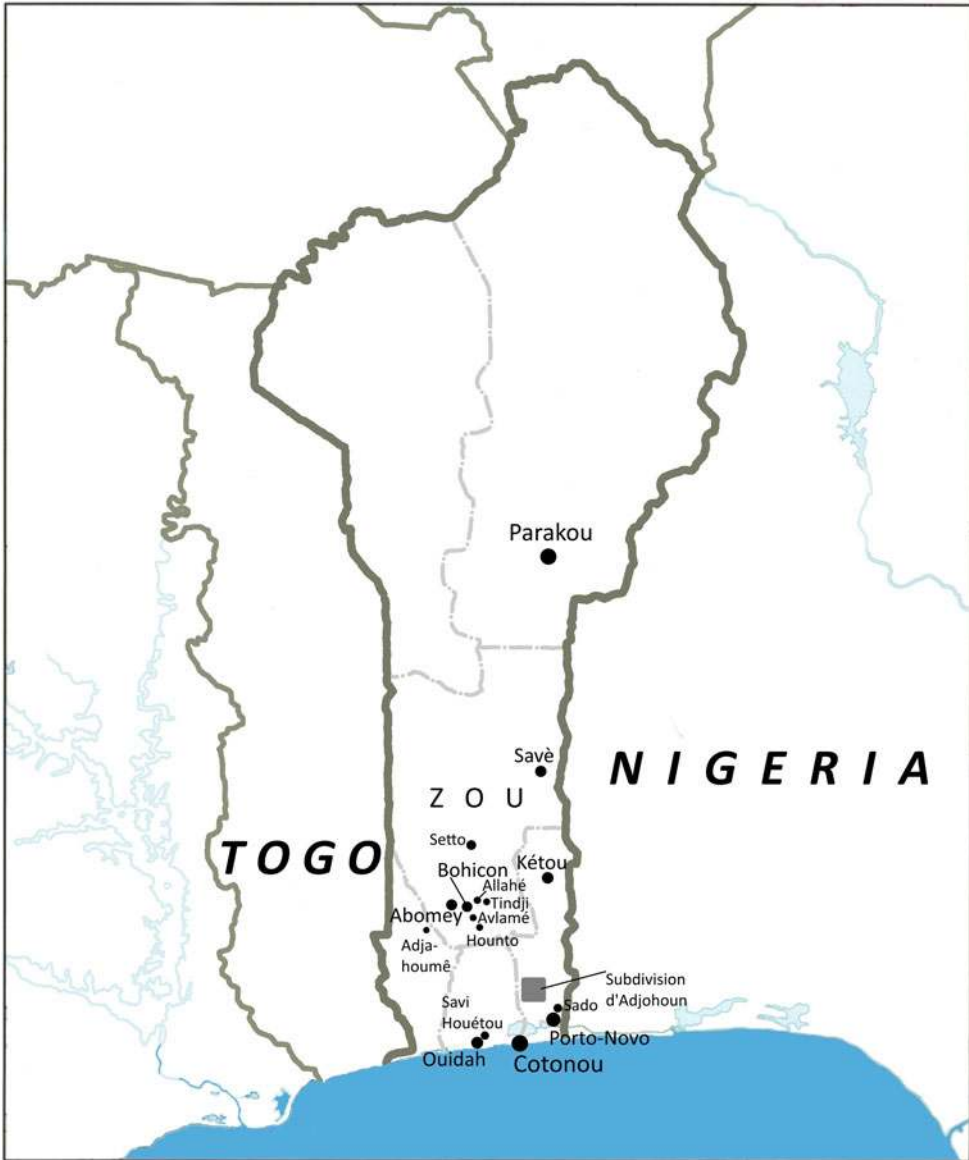 Parakou
Savè
NIGERIA
ZOU
Setto
TOGO
Kétou
Bohicon
Allahé
Tindji
Abomey
Avlamé
Hounto
Adja-
houmê
Subdivision
d'Adjohoun
Savi
Sado
Houétou
Porto-Novo
Ouidah
Cotonou